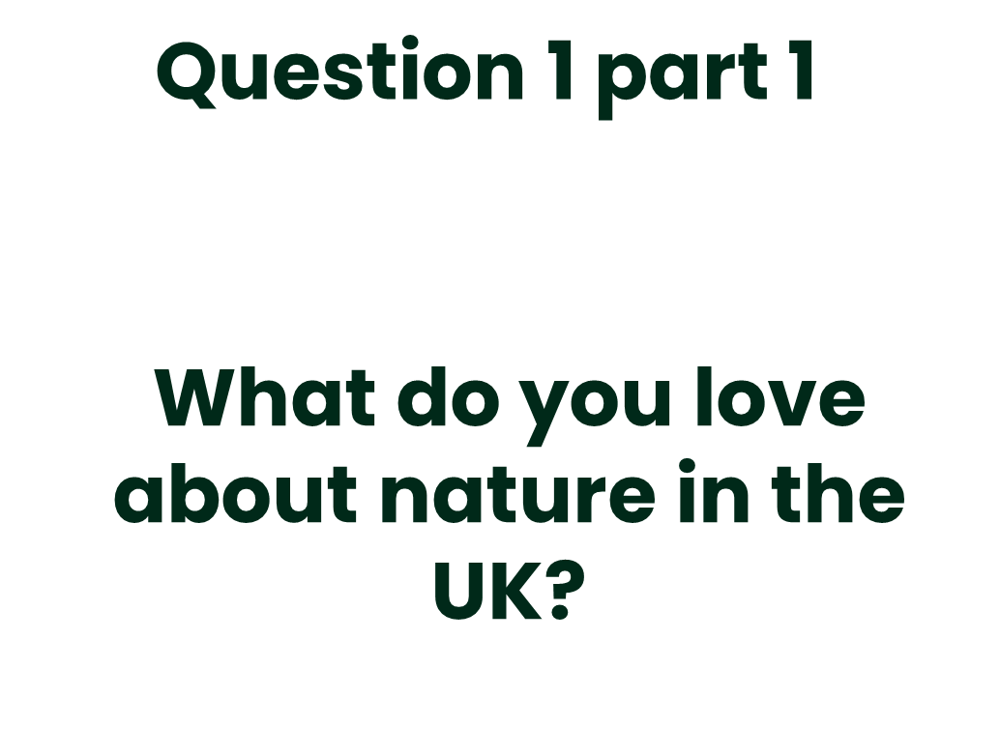 Question 1 part 1
What do you love
about nature in the
UK?